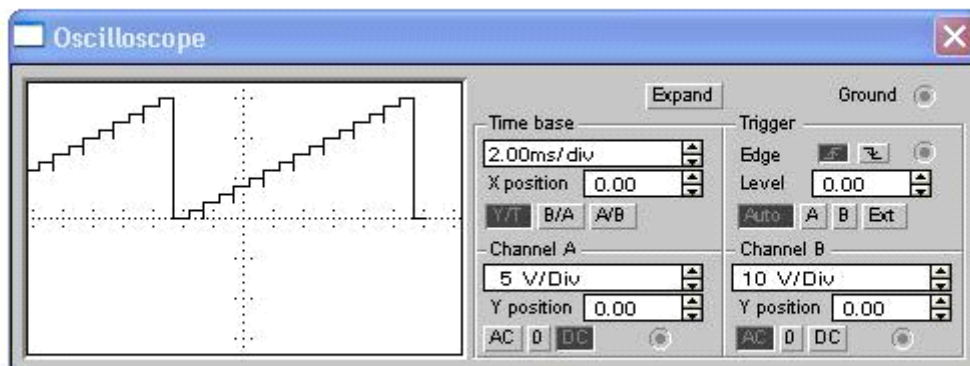 Oscilloscope
Expand
Ground
Time base
2.00ms/div
X position 0.00
Y/T B/A A/B
Trigger
Edge
Level 0.00
Auto A B Ext
Channel A
5 V/Div
Y position 0.00
AC 0 DC
Channel B
10 V/Div
Y position 0.00
AC 0 DC